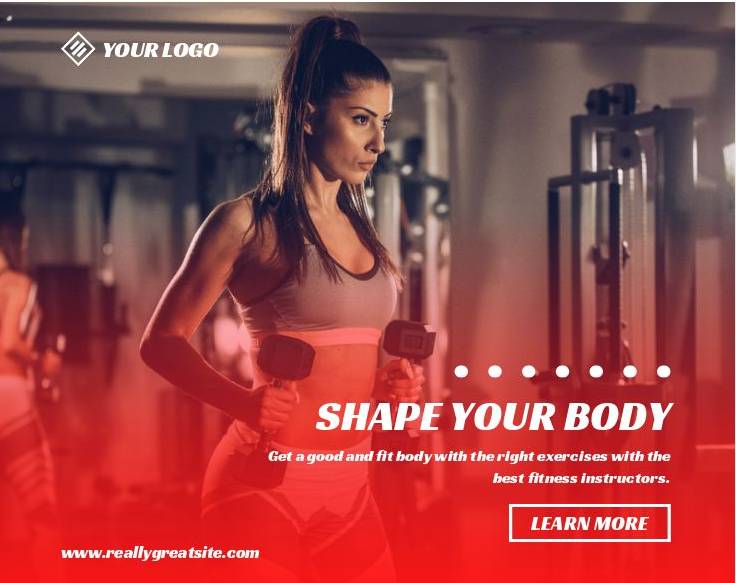 YOUR LOGO
SHAPE YOUR BODY
Get a good and fit body with the right exercises with the
best fitness instructors.
LEARN MORE
www.reallygreatsite.com